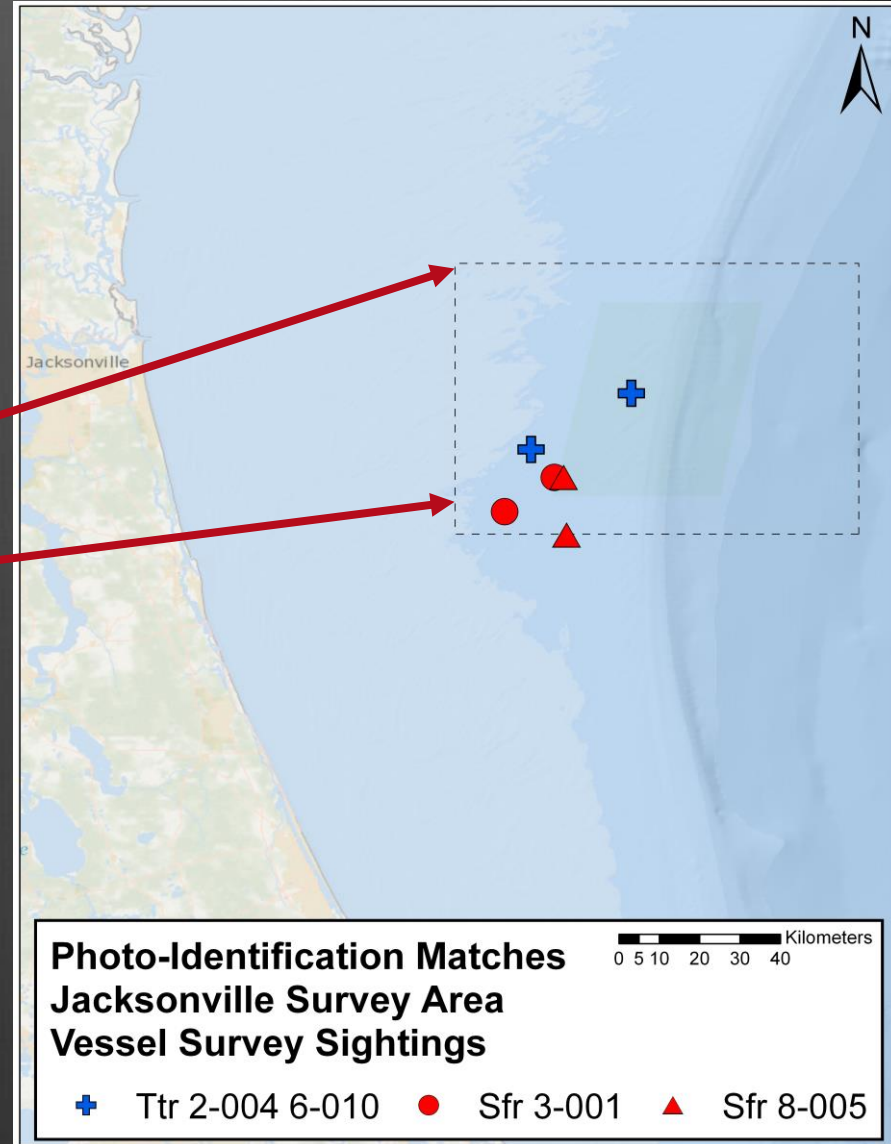 N
Jacksonville
e
Photo-Identification Matches
Jacksonville Survey Area
Vessel Survey Sightings
Kilometers
0 5 10 20 30 40
Ttr 2-004 6-010
Sfr 3-001
Sfr 8-005